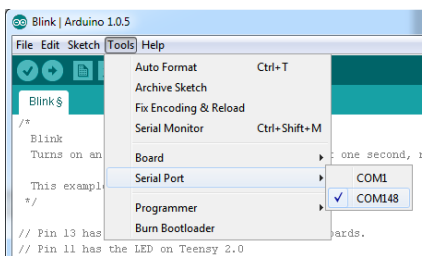 Blink | Arduino 1.0.5
File Edit Sketch Tools Help
Auto Format Ctrl+T
Archive Sketch
Fix Encoding & Reload
Serial Monitor Ctrl+Shift+M
Board
Serial Port
Programmer
Burn Bootloader
COM1
✓ COM148
Blink §
/*
Blink
Turns on an r one second,
This exampl
*/
// Pin 13 has ards.
// Pin 11 has the LED on Teensy 2.0